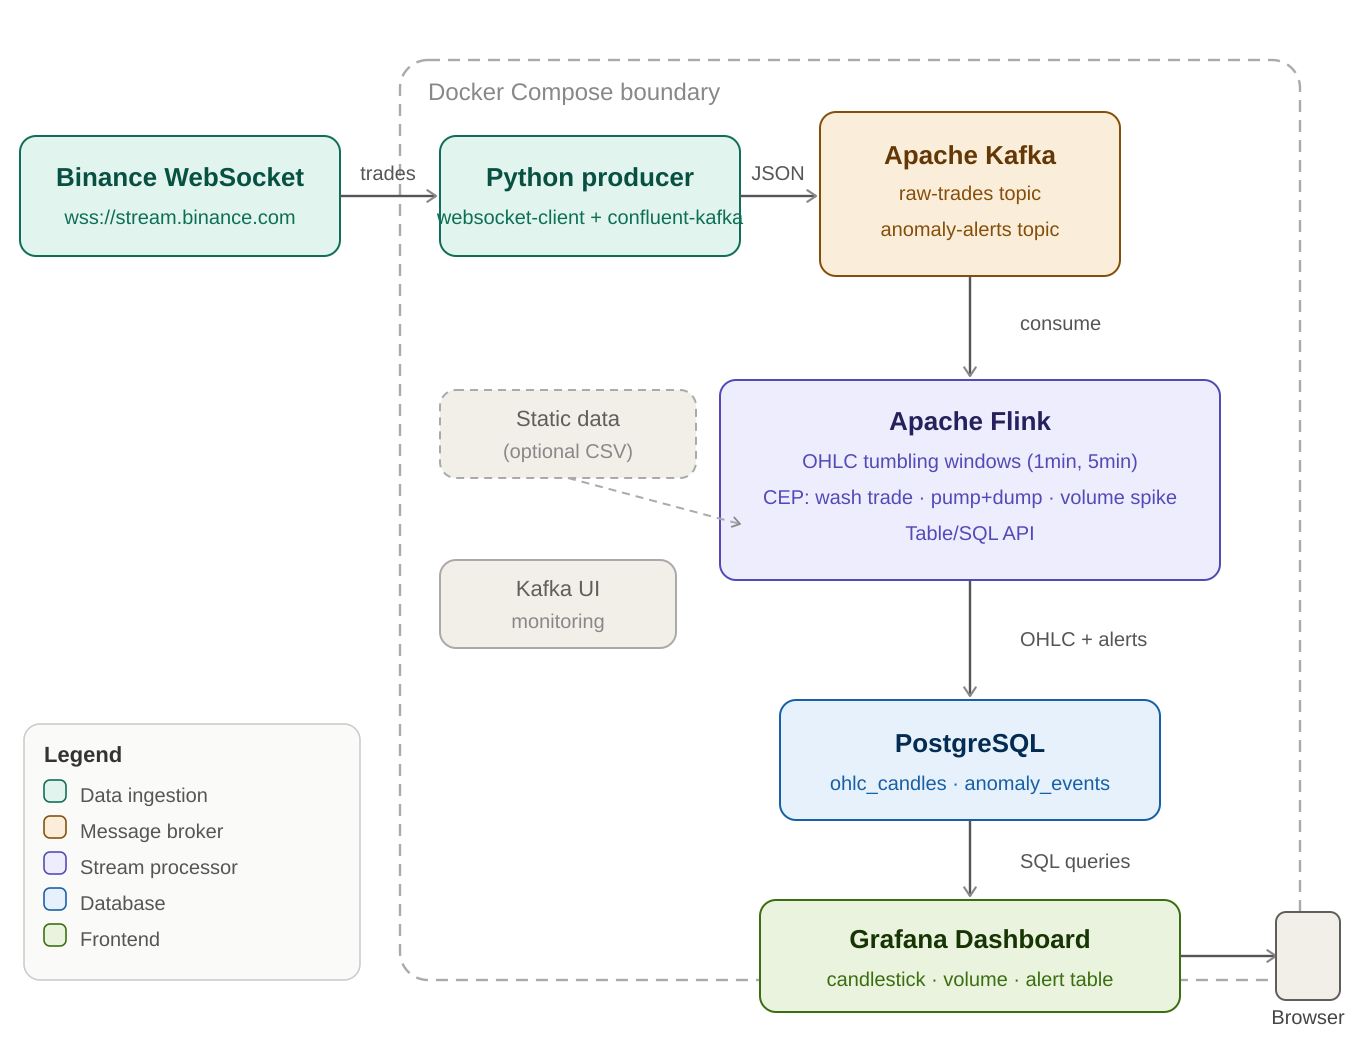 Docker Compose boundary
Binance WebSocket
wss://stream.binance.com
trades
Python producer
websocket-client + confluent-kafka
JSON
Apache Kafka
raw-trades topic
anomaly-alerts topic
consume
Static data
(optional CSV)
Apache Flink
OHLC tumbling windows (1min, 5min)
CEP: wash trade · pump+dump · volume spike
Table/SQL API
Kafka UI
monitoring
OHLC + alerts
PostgreSQL
ohlc_candles · anomaly_events
SQL queries
Grafana Dashboard
candlestick · volume · alert table
Browser
Legend
Data ingestion
Message broker
Stream processor
Database
Frontend